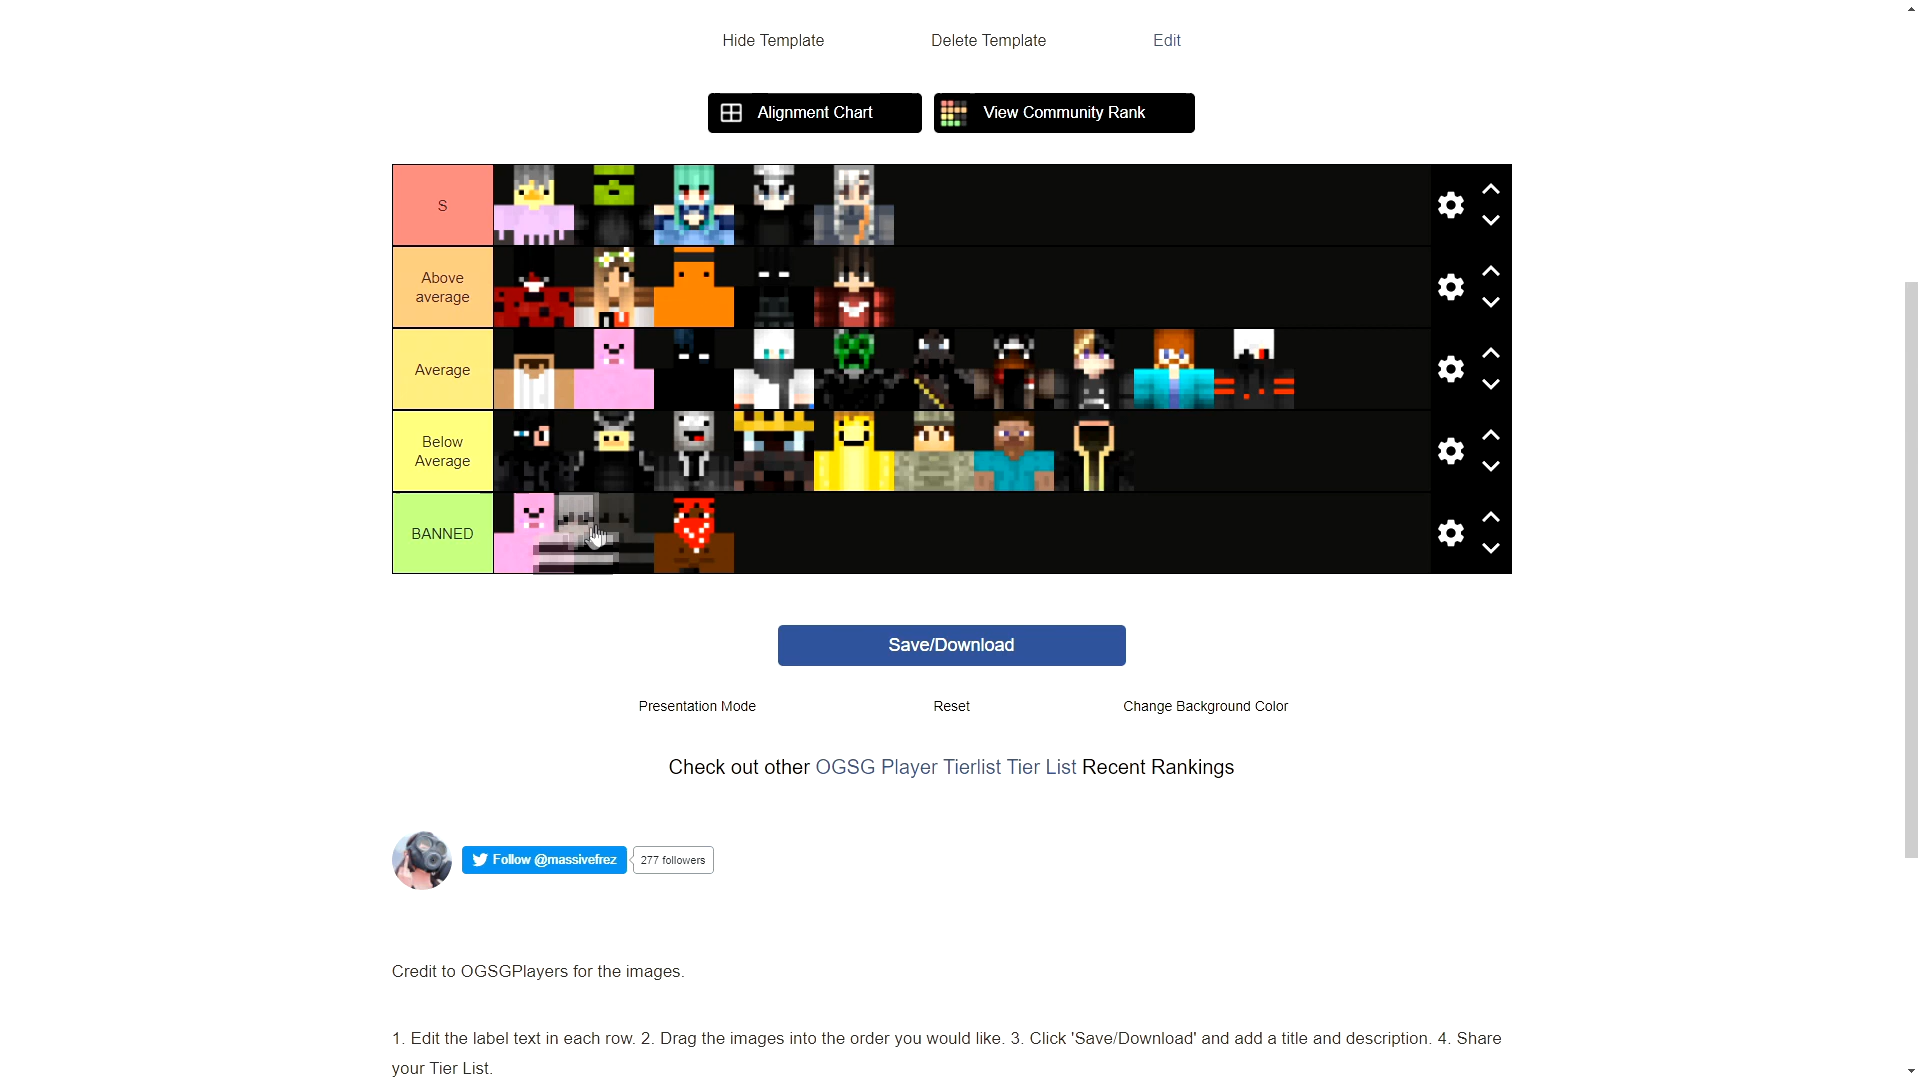 Hide Template
Delete Template
Edit
Alignment Chart
View Community Rank
S
Above
average
Average
Below
Average
BANNED
Save/Download
Presentation Mode
Reset
Change Background Color
Check out other OGSG Player Tierlist Tier List Recent Rankings
Follow @massivefrez
277 followers
Credit to OGSGPlayers for the images.
1. Edit the label text in each row. 2. Drag the images into the order you would like. 3. Click 'Save/Download' and add a title and description. 4. Share
your Tier List.